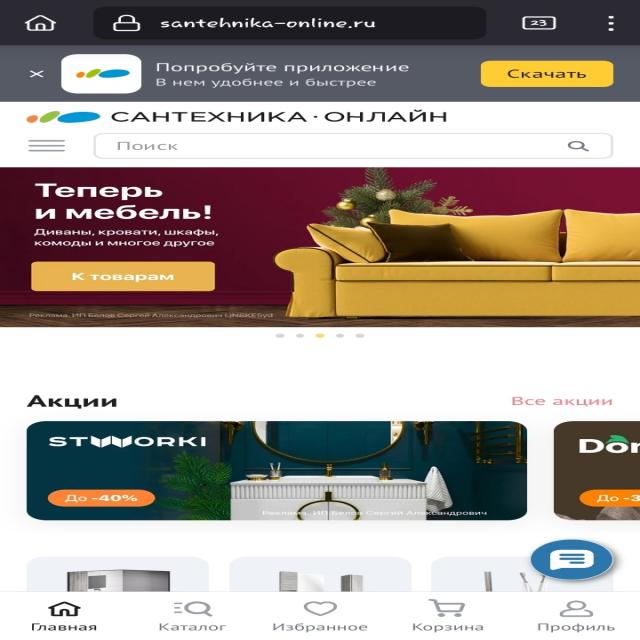 santehnika-online.ru
23
Попробуйте приложение
В нем удобнее и быстрее
Скачать
САНТЕХНИКА·ОНЛАЙН
Поиск
Теперь
и мебель!
Диваны, кровати, шкафы,
комоды и многое другое
К товарам
Реклама. ИП Белов Сергей Александрович
Акции
Все акции
STWORKI
До -40%
Реклама. ИП Белов Сергей Александрович
До -3
Главная
Каталог
Избранное
Корзина
Профиль